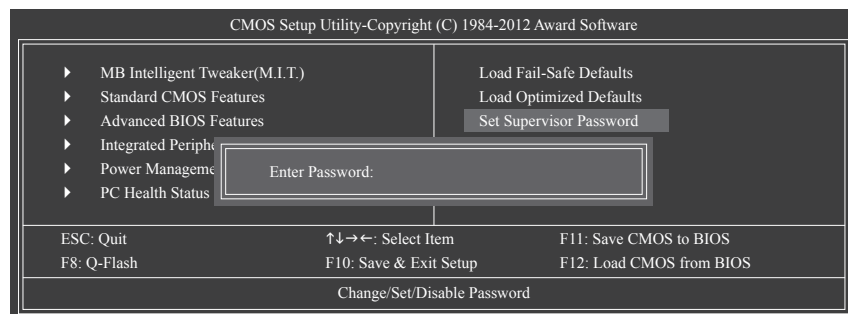 CMOS Setup Utility-Copyright (C) 1984-2012 Award Software
MB Intelligent Tweaker(M.I.T.)
Standard CMOS Features
Advanced BIOS Features
Integrated Periphe
Power Manageme
PC Health Status
Load Fail-Safe Defaults
Load Optimized Defaults
Set Supervisor Password
Enter Password:
ESC: Quit
↑↓→←: Select Item
F11: Save CMOS to BIOS
F8: Q-Flash
F10: Save & Exit Setup
F12: Load CMOS from BIOS
Change/Set/Disable Password